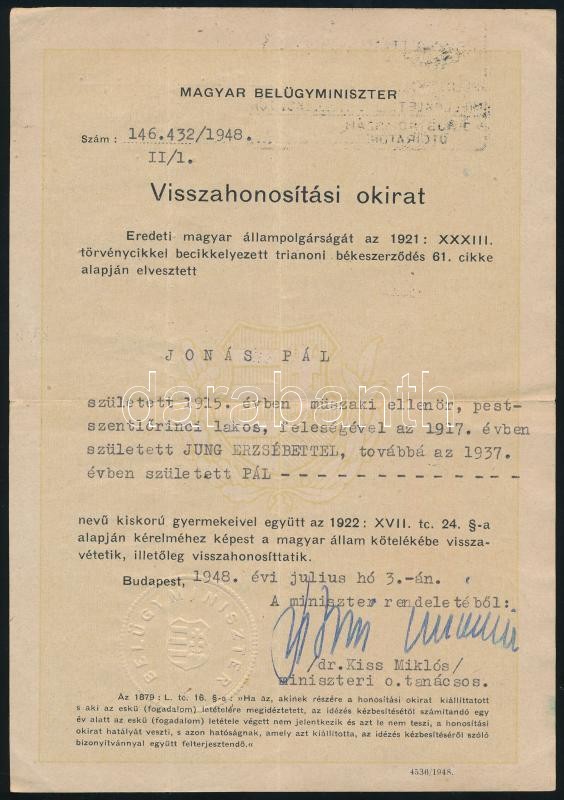 MAGYAR BELÜGYMINISZTER
Szám: 146.432/1948.
II/1.
Visszahonosítási okirat
Eredeti magyar állampolgárságát az 1921: XXXIII.
törvénycikkel becikkelyezett trianoni békeszerződés 61. cikke
alapján elvesztett
JONÁS PÁL
darabanth.com
született 1915. évben műszaki ellenőr, pest-
szentlőrinci lakos, feleségével az 1917. évben
született JUNG ERZSÉBETTEL, továbbá az 1937.
évben született PÁL - - - - - - - - - - - - - - -
nevű kiskorú gyermekeivel együtt az 1922: XVII. tc. 24. §-a
alapján kérelméhez képest a magyar állam kötelékébe vissza-
vétetik, illetőleg visszahonosíttatik.
Budapest, 1948. évi julius hó 3.-án.
A miniszter rendeletéből:
BELÜGYMINISZTER
/dr.Kiss Miklós/
miniszteri o.tanácsos.
Az 1879: L. tc. 16. §-a: »Ha az, akinek részére a honosítási okirat kiállíttatott
s aki az eskü (fogadalom) letételére megidéztetett, az idézés kézbesítésétől számítandó egy
év alatt az eskü (fogadalom) letétele végett nem jelentkezik és azt le nem teszi, a honosítási
okirat hatályát veszti, s azon hatóságnak, amely azt kiállította, az idézés kézbesítéséről szóló
bizonyítvánnyal együtt felterjesztendő.«
4536/1948.